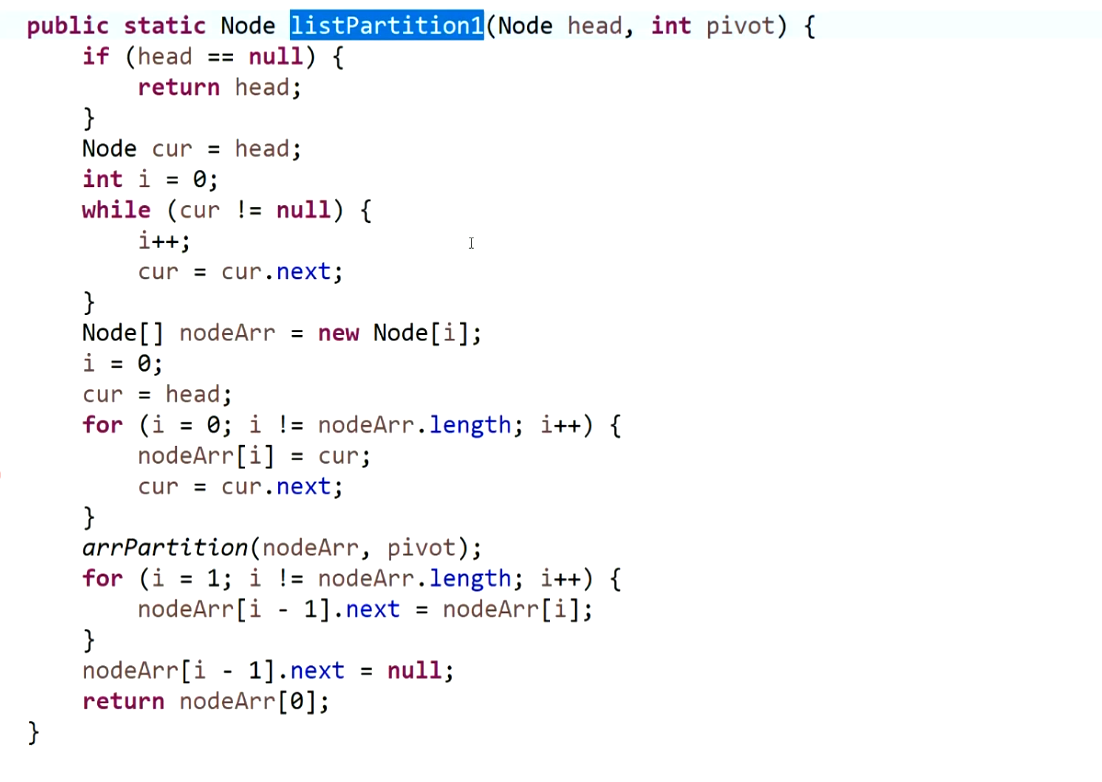 public static Node listPartition1(Node head, int pivot) {
    if (head == null) {
        return head;
    }
    Node cur = head;
    int i = 0;
    while (cur != null) {
        i++;
        cur = cur.next;
    }
    Node[] nodeArr = new Node[i];
    i = 0;
    cur = head;
    for (i = 0; i != nodeArr.length; i++) {
        nodeArr[i] = cur;
        cur = cur.next;
    }
    arrPartition(nodeArr, pivot);
    for (i = 1; i != nodeArr.length; i++) {
        nodeArr[i - 1].next = nodeArr[i];
    }
    nodeArr[i - 1].next = null;
    return nodeArr[0];
}